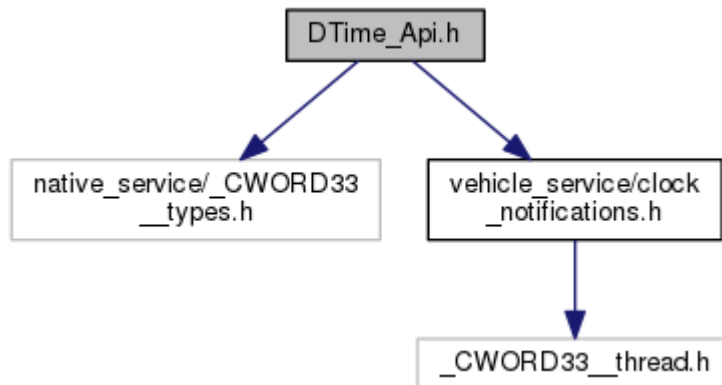 DTime_Api.h
native_service/_CWORD33
__types.h
vehicle_service/clock
_notifications.h
_CWORD33__thread.h